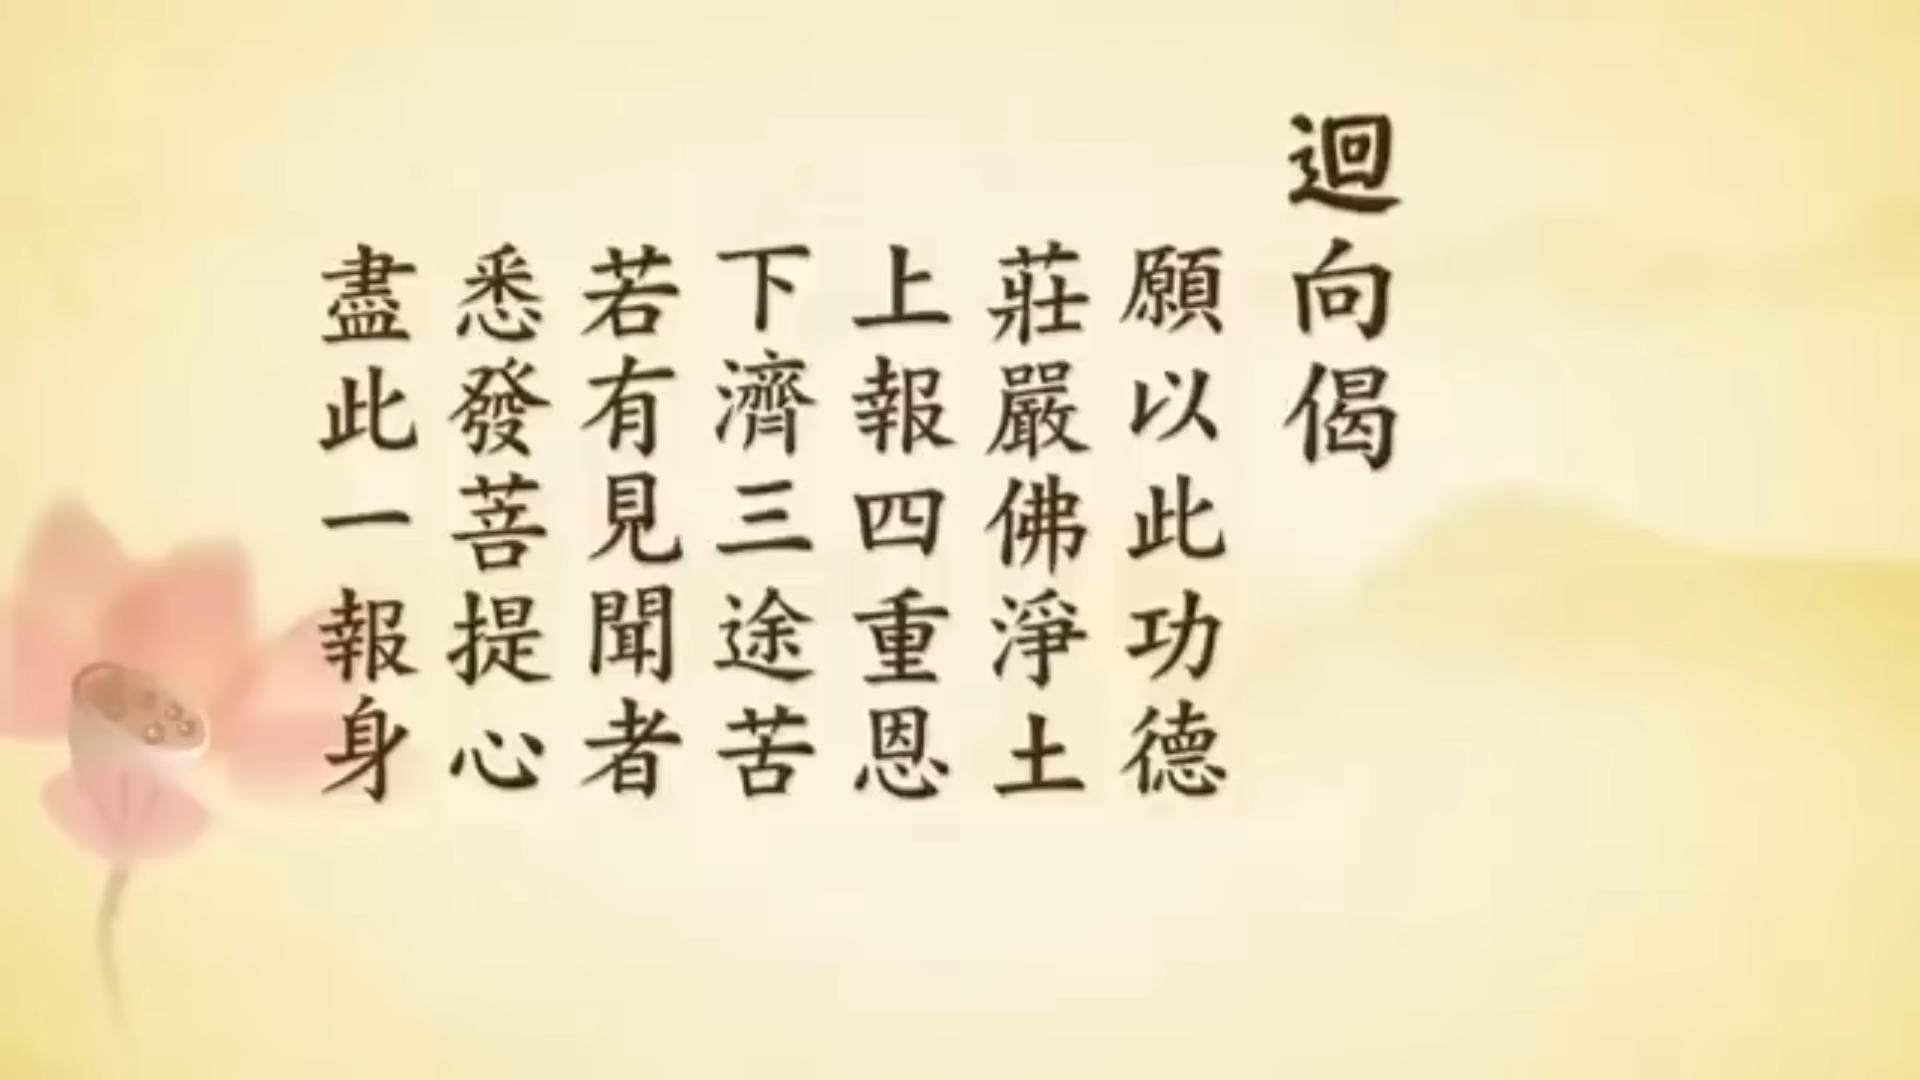 迴向偈
願以此功德
莊嚴佛淨土
上報四重恩
下濟三途苦
若有見聞者
悉發菩提心
盡此一報身